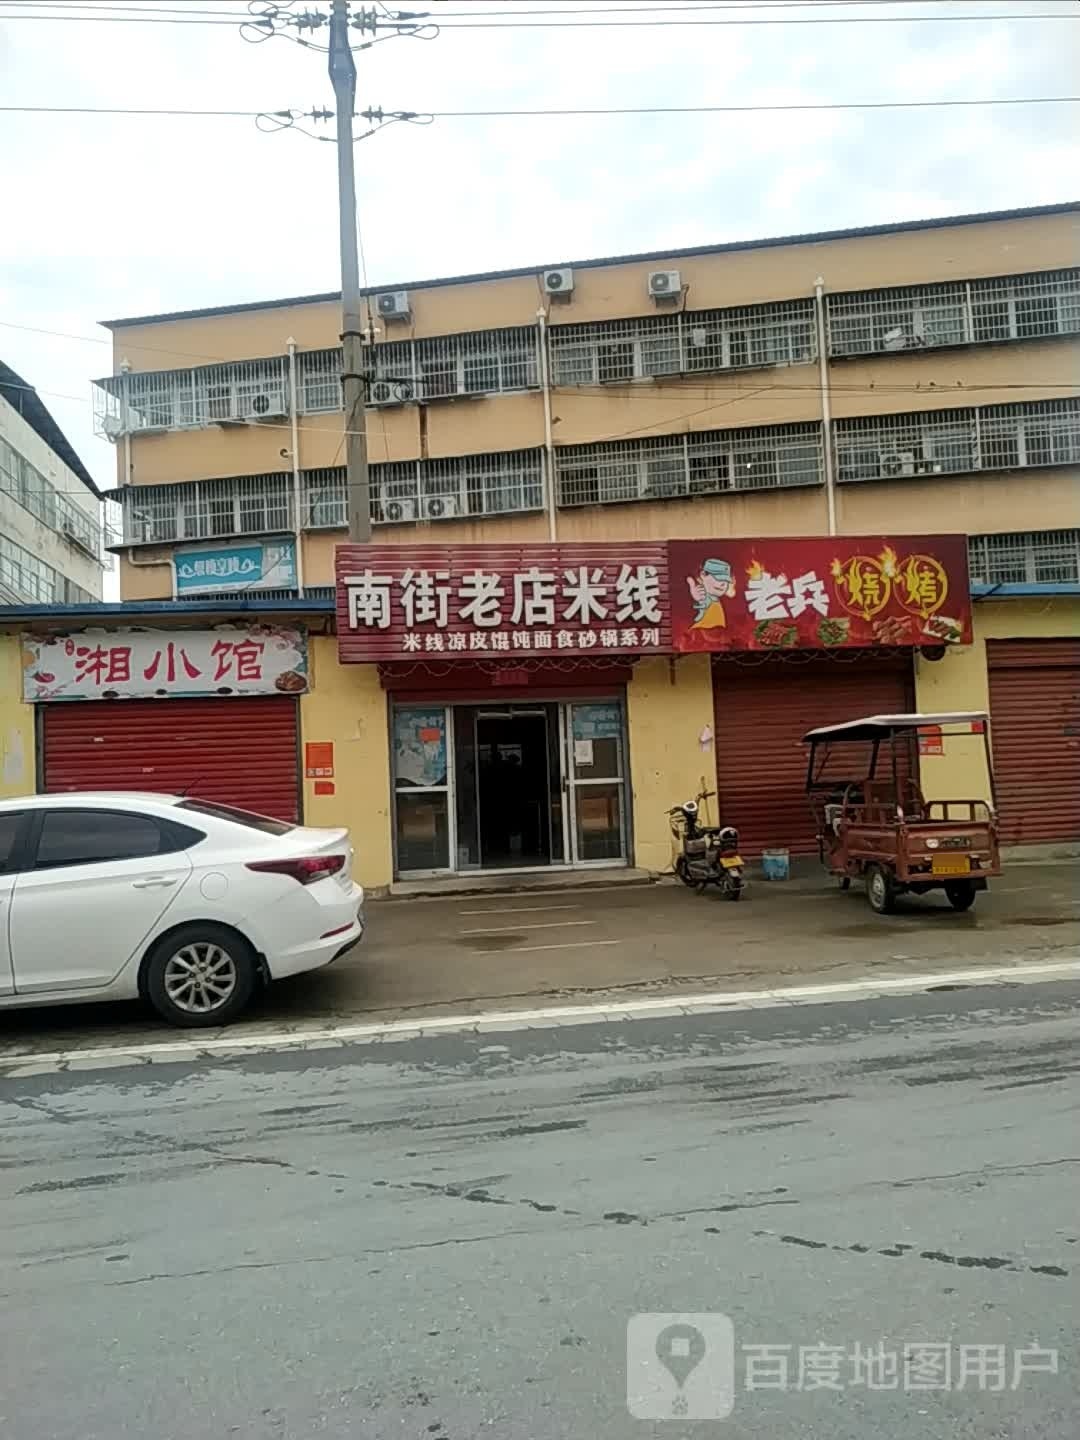 湘小馆
南街老店米线
米线凉皮馄饨面食砂锅系列
老兵烧烤
百度地图用户